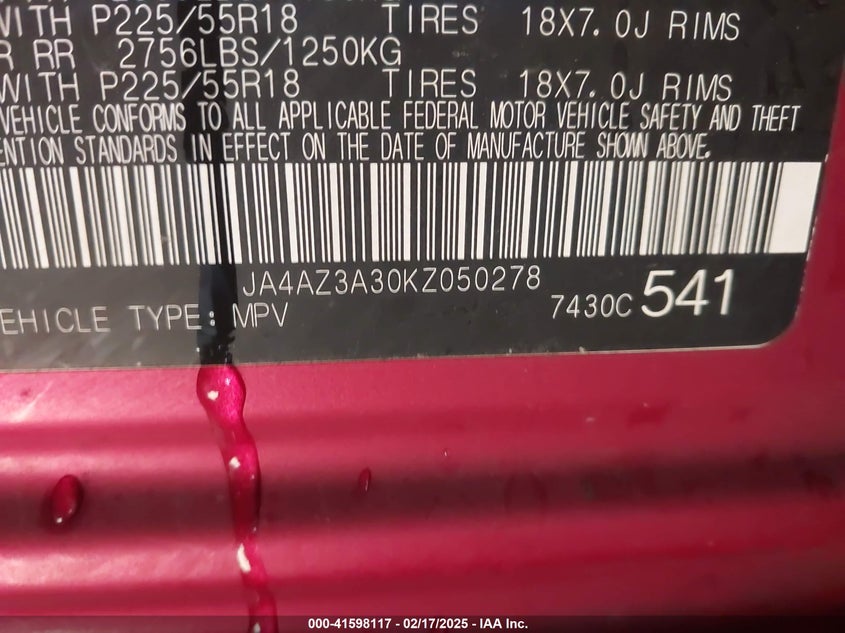 WITH P225/55R18 TIRES 18X7.0J RIMS
R RR 2756LBS/1250KG
WITH P225/55R18 TIRES 18X7.0J RIMS
VEHICLE CONFORMS TO ALL APPLICABLE FEDERAL MOTOR VEHICLE SAFETY AND THEFT
ENTION STANDARDS IN EFFECT ON THE DATE OF MANUFACTURE SHOWN ABOVE.
JA4AZ3A30KZ050278
EHICLE TYPE: MPV 7430C 541
000-41598117 - 02/17/2025 - IAA Inc.